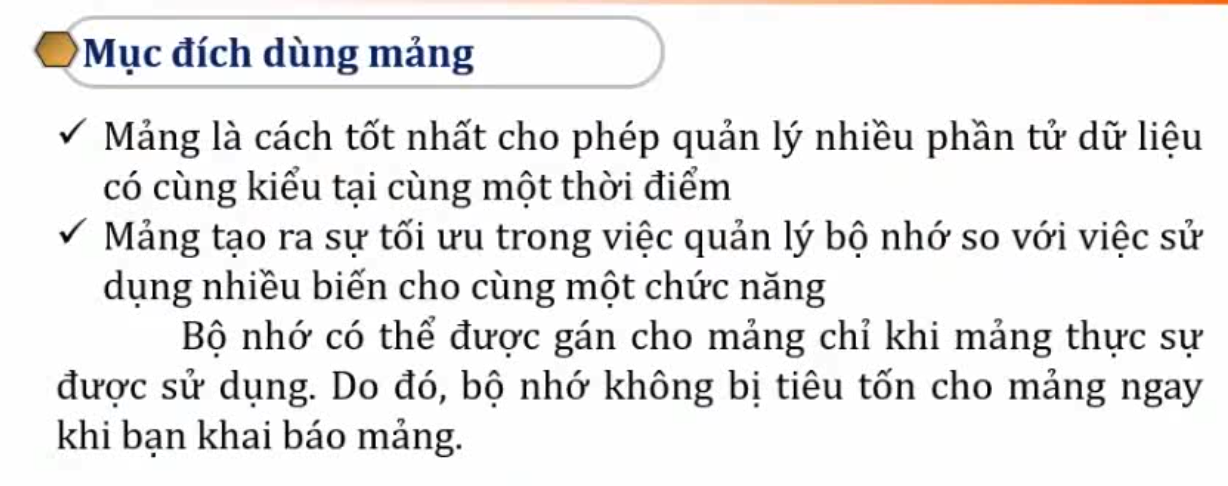 Mục đích dùng mảng
✓ Mảng là cách tốt nhất cho phép quản lý nhiều phần tử dữ liệu
có cùng kiểu tại cùng một thời điểm
✓ Mảng tạo ra sự tối ưu trong việc quản lý bộ nhớ so với việc sử
dụng nhiều biến cho cùng một chức năng
Bộ nhớ có thể được gán cho mảng chỉ khi mảng thực sự
được sử dụng. Do đó, bộ nhớ không bị tiêu tốn cho mảng ngay
khi bạn khai báo mảng.